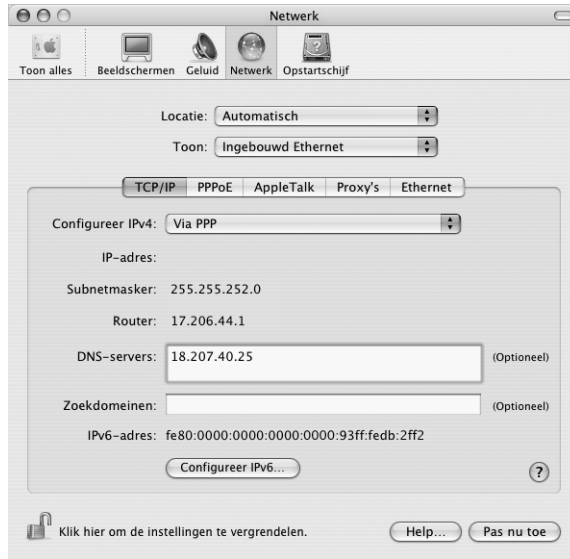 Netwerk
Toon alles Beeldschermen Geluid Netwerk Opstartschijf
Locatie: Automatisch
Toon: Ingebouwd Ethernet
TCP/IP PPPoE AppleTalk Proxy's Ethernet
Configureer IPv4: Via PPP
IP-adres:
Subnetmasker: 255.255.252.0
Router: 17.206.44.1
DNS-servers: 18.207.40.25 (Optioneel)
Zoekdomeinen: (Optioneel)
IPv6-adres: fe80:0000:0000:0000:0000:93ff:fedb:2ff2
Configureer IPv6... ?
Klik hier om de instellingen te vergrendelen. Help... Pas nu toe